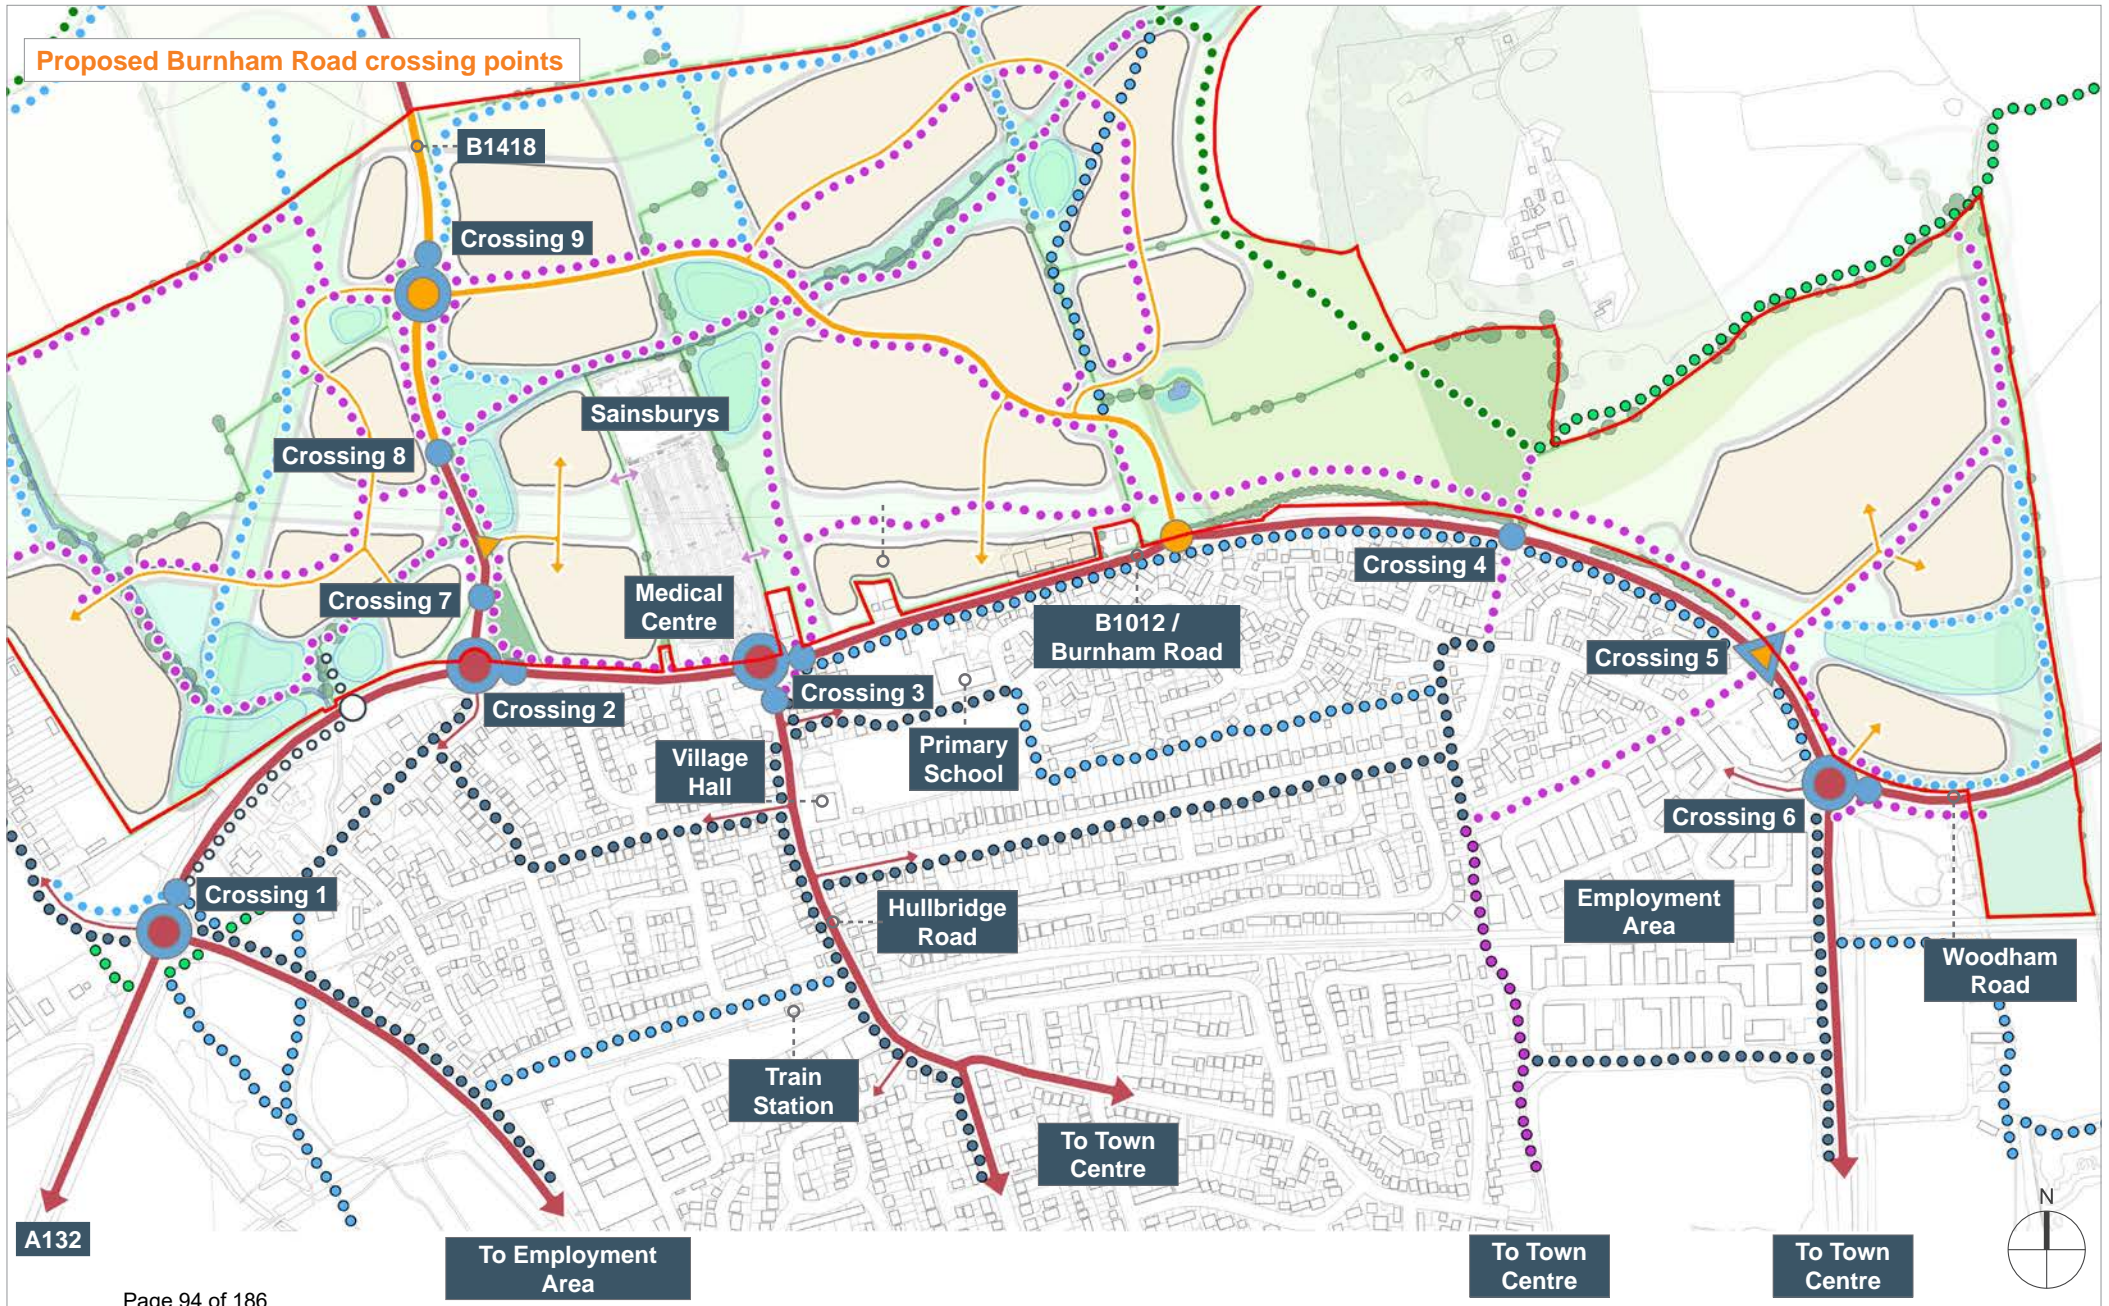 Proposed Burnham Road crossing points
B1418
Crossing 9
Sainsburys
Crossing 8
Crossing 4
Crossing 7
Medical
Centre
B1012 /
Burnham Road
Crossing 5
Crossing 3
Crossing 2
Village
Hall
Primary
School
Crossing 6
Crossing 1
Hullbridge
Road
Employment
Area
Woodham
Road
Train
Station
To Town
Centre
N
A132
To Employment
Area
To Town
Centre
To Town
Centre
Page 94 of 186